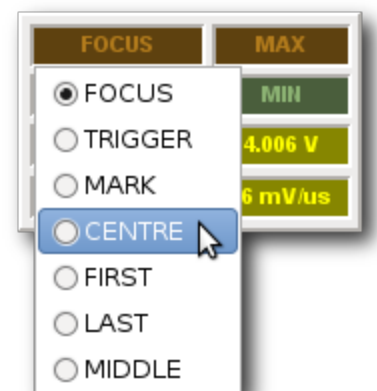 FOCUS MAX
FOCUS
TRIGGER
MIN
MARK
4.006 V
CENTRE
6 mV/us
FIRST
LAST
MIDDLE